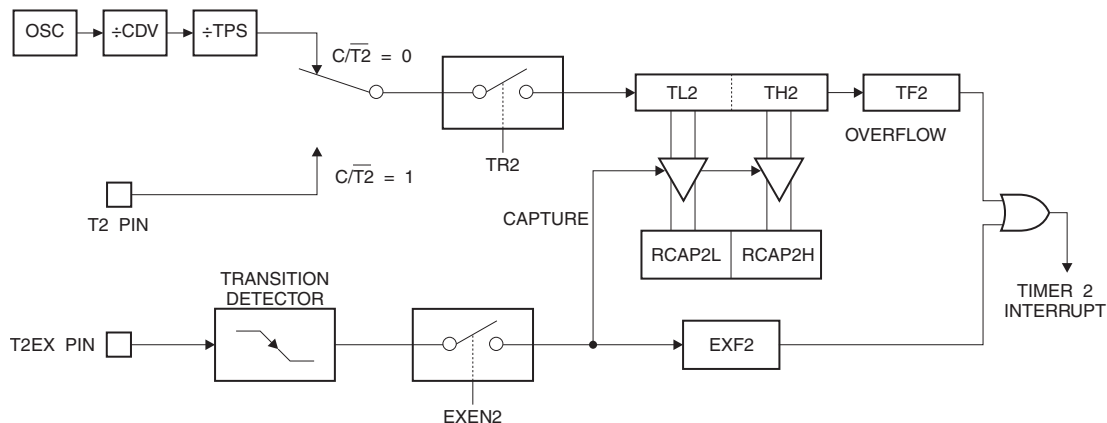 OSC ÷CDV ÷TPS
C/T2 = 0
TL2 TH2 TF2
OVERFLOW
TR2
C/T2 = 1
T2 PIN
CAPTURE
RCAP2L RCAP2H
TRANSITION
DETECTOR
TIMER 2
INTERRUPT
T2EX PIN
EXF2
EXEN2